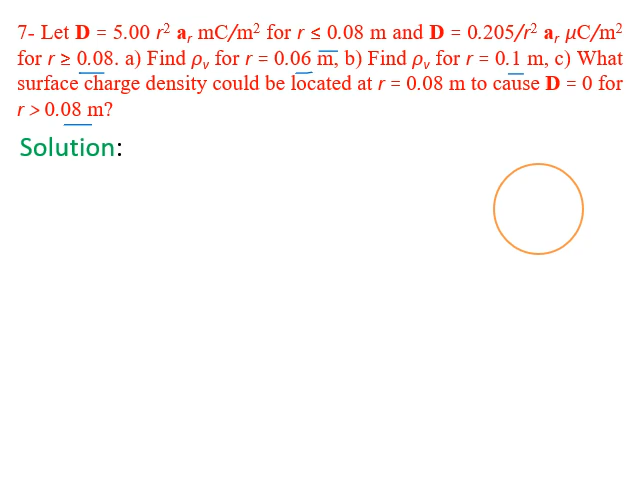 7- Let D = 5.00 r² aᵣ mC/m² for r ≤ 0.08 m and D = 0.205/r² aᵣ μC/m²
for r ≥ 0.08. a) Find ρᵥ for r = 0.06 m, b) Find ρᵥ for r = 0.1 m, c) What
surface charge density could be located at r = 0.08 m to cause D = 0 for
r > 0.08 m?
Solution: